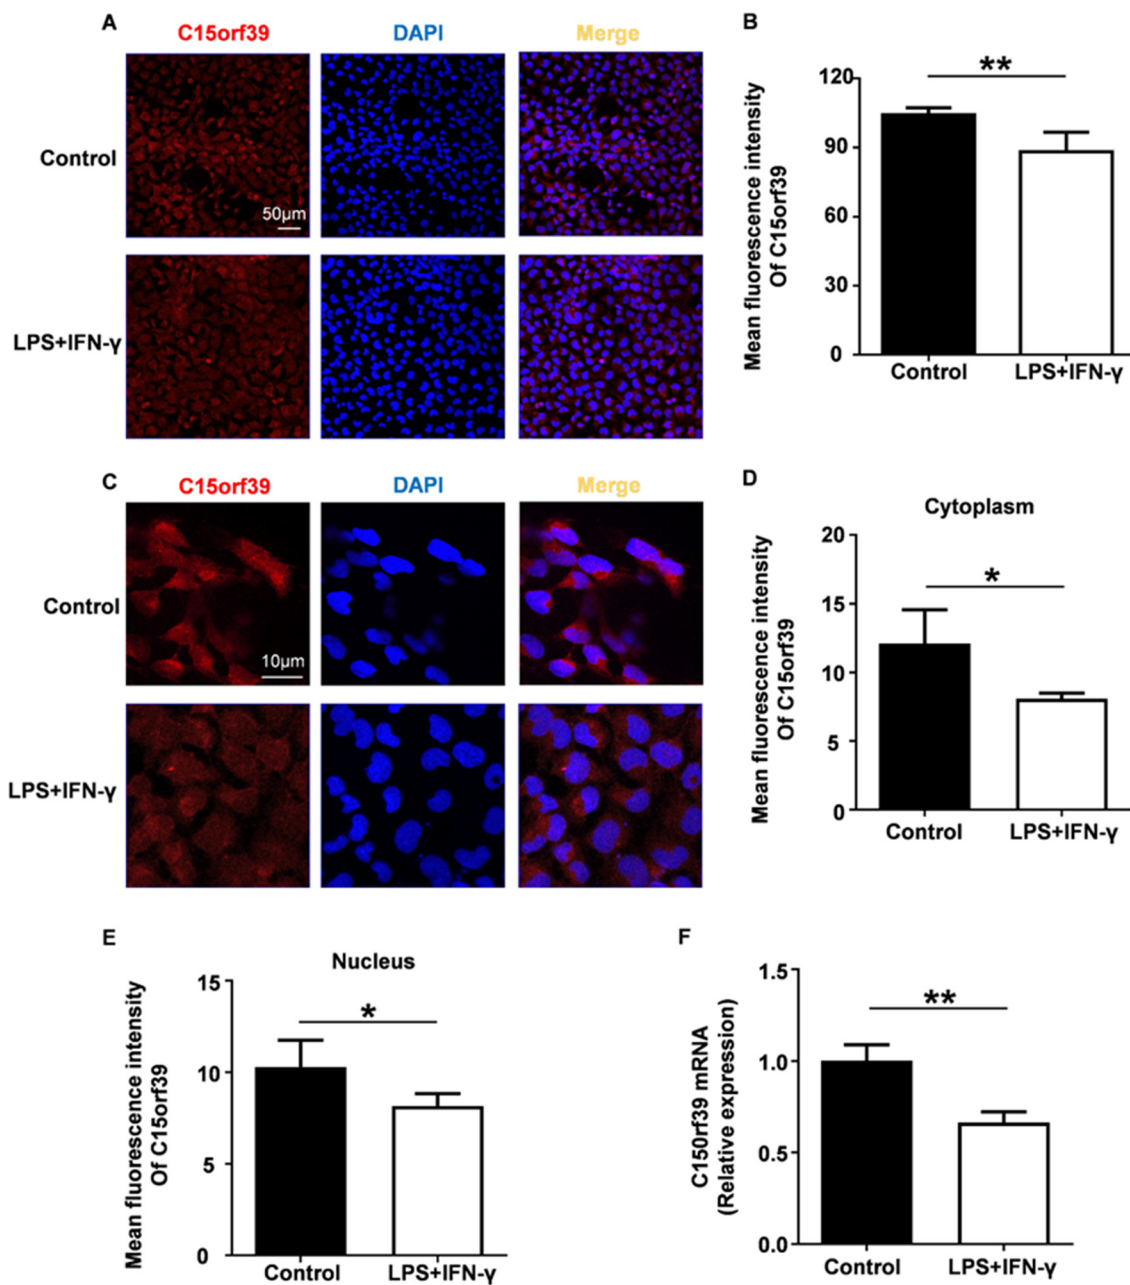 A
C15orf39 DAPI Merge
Control
50μm
LPS+IFN-γ
B
**
Mean fluorescence intensity
Of C15orf39
120
90
60
30
0
Control LPS+IFN-γ
C
C15orf39 DAPI Merge
Control
10μm
LPS+IFN-γ
D
Cytoplasm
*
Mean fluorescence intensity
Of C15orf39
20
15
10
5
0
Control LPS+IFN-γ
E
Nucleus
*
Mean fluorescence intensity
Of C15orf39
15
10
5
0
Control LPS+IFN-γ
F
**
C150rf39 mRNA
(Relative expression)
1.5
1.0
0.5
0.0
Control LPS+IFN-γ